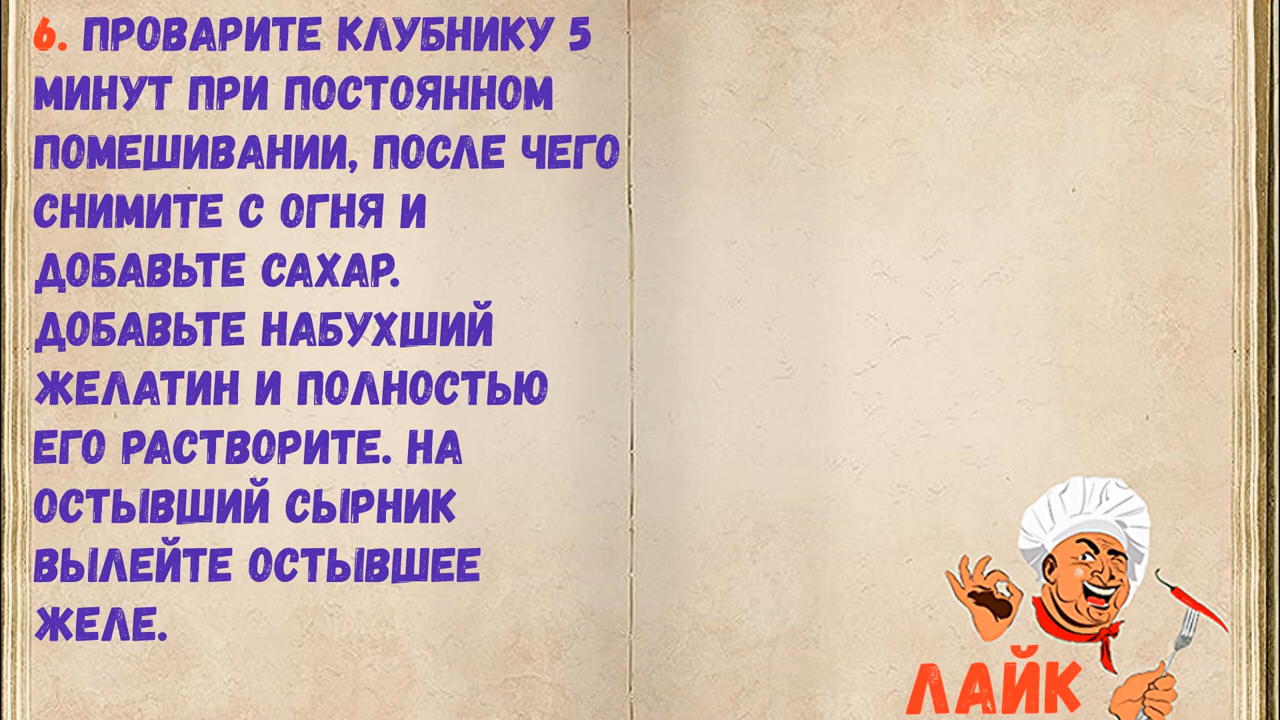 6. ПРОВАРИТЕ КЛУБНИКУ 5
МИНУТ ПРИ ПОСТОЯННОМ
ПОМЕШИВАНИИ, ПОСЛЕ ЧЕГО
СНИМИТЕ С ОГНЯ И
ДОБАВЬТЕ САХАР.
ДОБАВЬТЕ НАБУХШИЙ
ЖЕЛАТИН И ПОЛНОСТЬЮ
ЕГО РАСТВОРИТЕ. НА
ОСТЫВШИЙ СЫРНИК
ВЫЛЕЙТЕ ОСТЫВШЕЕ
ЖЕЛЕ.
ЛАЙК